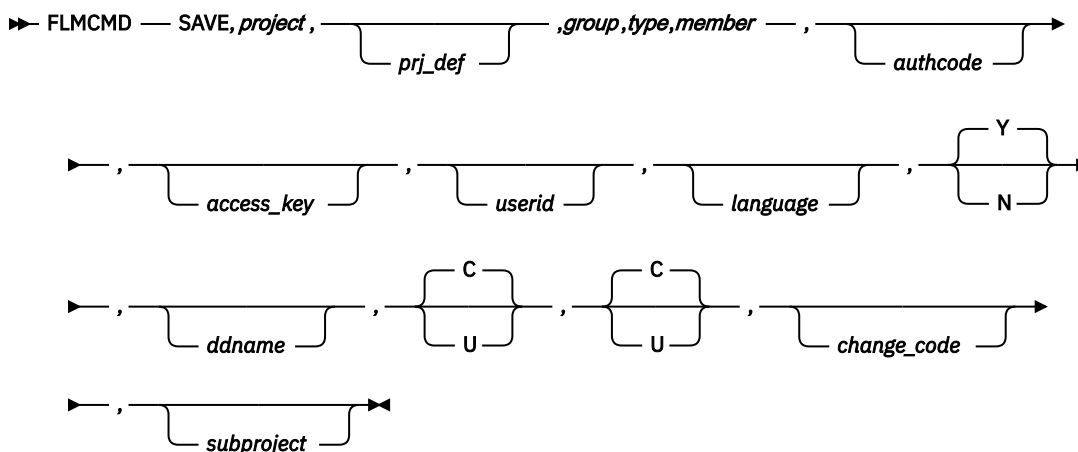 FLMCMD SAVE,project, ,group,type,member ,
prj_def authcode
Y
, , , ,
access_key userid language N
C C
, , , ,
ddname U U change_code
,
subproject